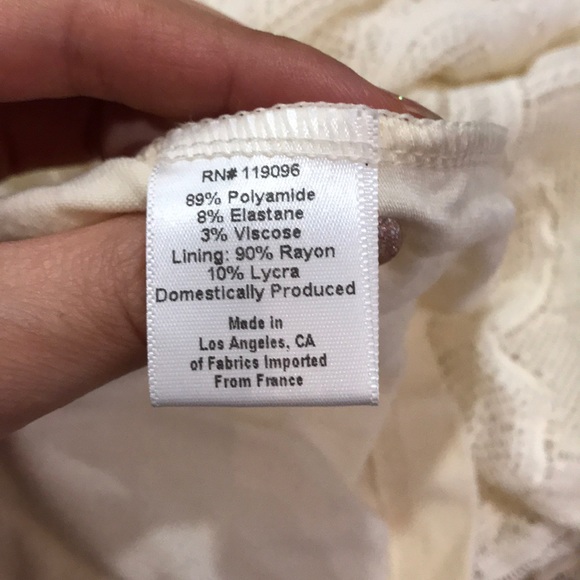 RN# 119096
89% Polyamide
8% Elastane
3% Viscose
Lining: 90% Rayon
10% Lycra
Domestically Produced
Made in
Los Angeles, CA
of Fabrics Imported
From France